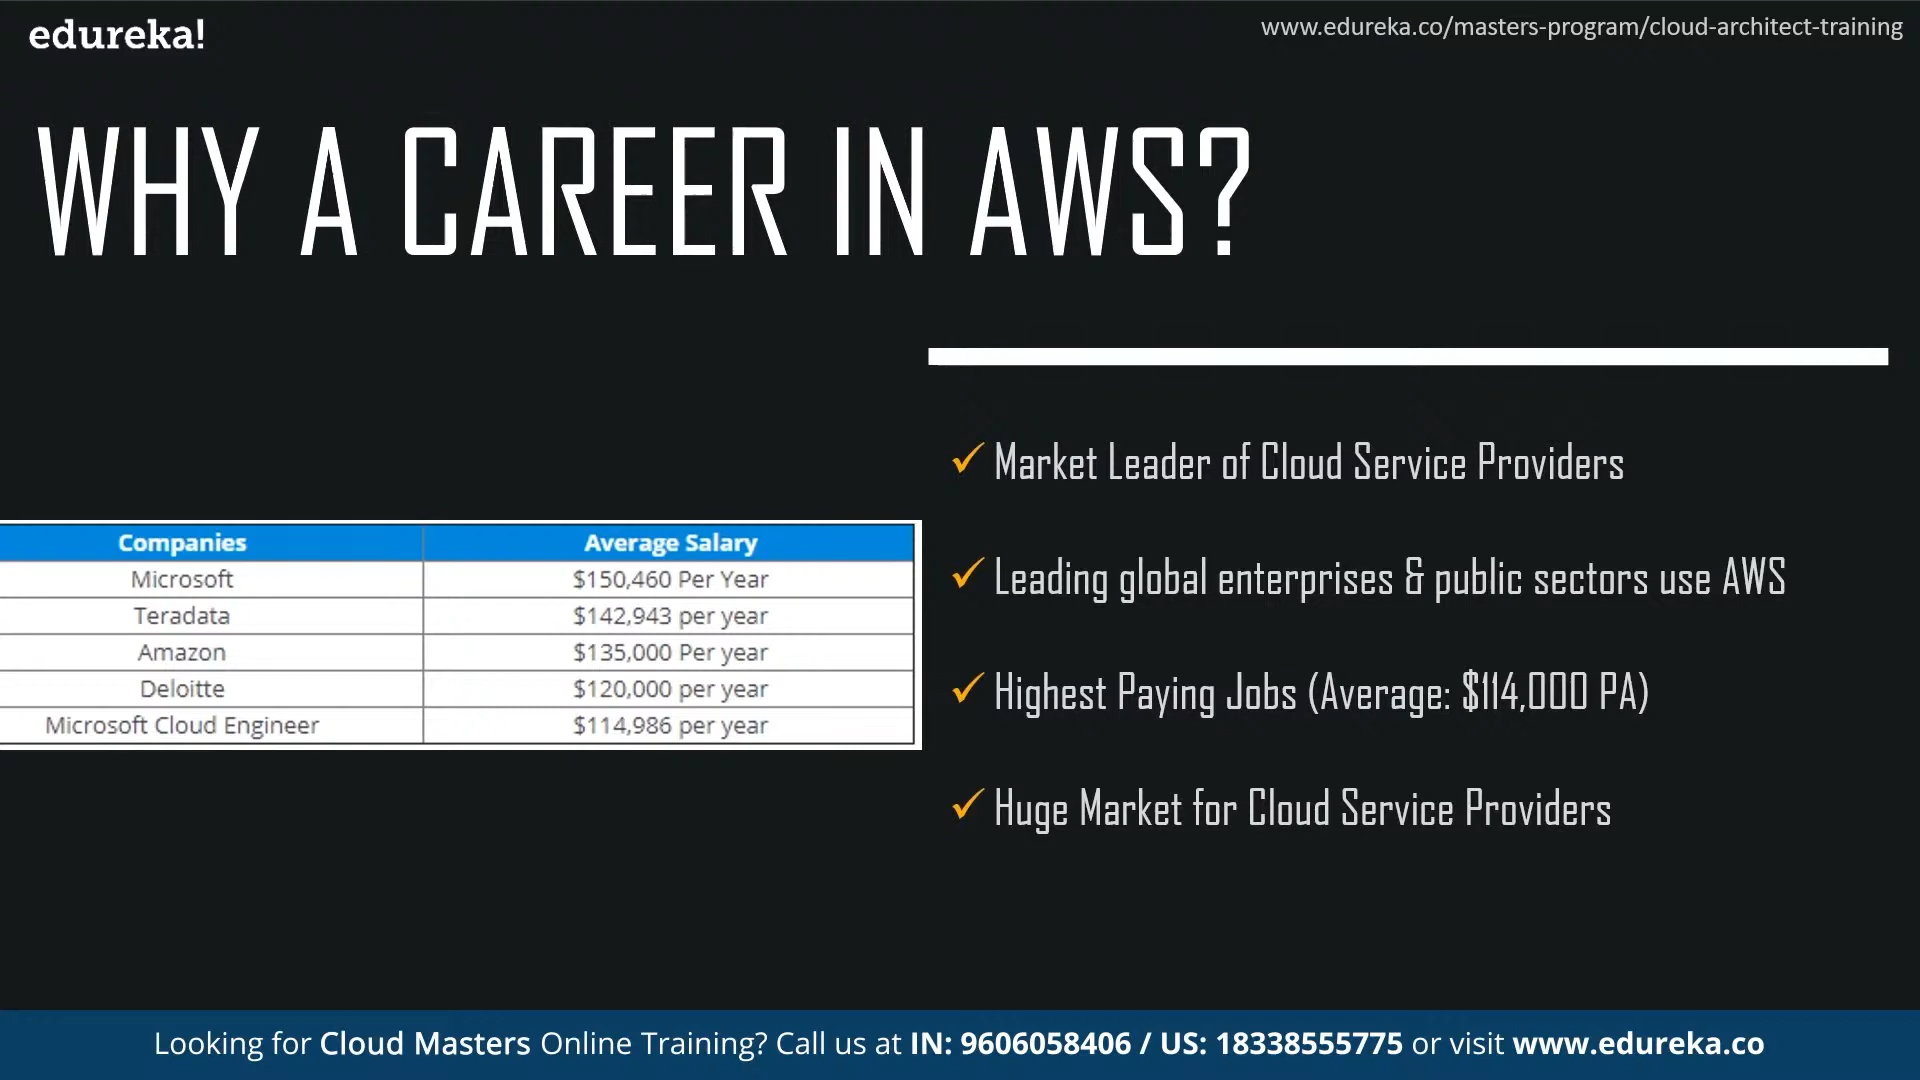 edureka!
www.edureka.co/masters-program/cloud-architect-training
WHY A CAREER IN AWS?
Companies Average Salary
Microsoft $150,460 Per Year
Teradata $142,943 per year
Amazon $135,000 Per year
Deloitte $120,000 per year
Microsoft Cloud Engineer $114,986 per year
✓ Market Leader of Cloud Service Providers
✓ Leading global enterprises & public sectors use AWS
✓ Highest Paying Jobs (Average: $114,000 PA)
✓ Huge Market for Cloud Service Providers
Looking for Cloud Masters Online Training? Call us at IN: 9606058406 / US: 18338555775 or visit www.edureka.co